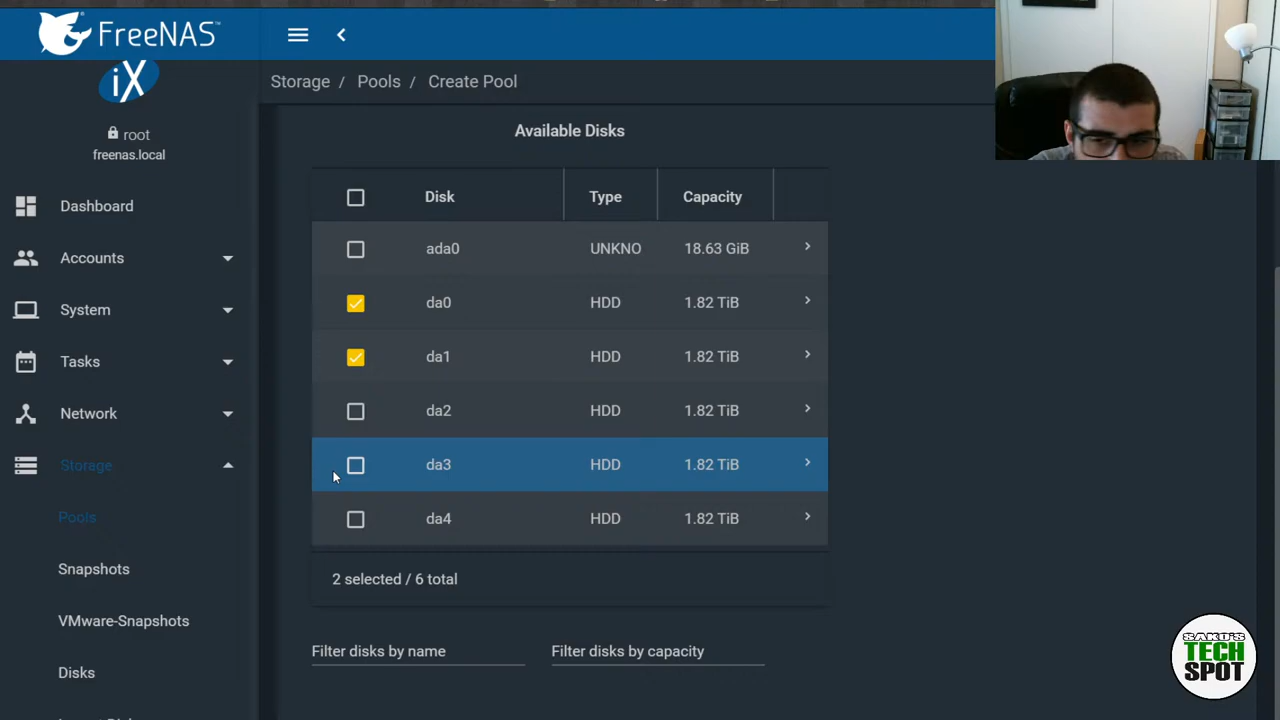 FreeNAS™
iX
root
freenas.local
Dashboard
Accounts
System
Tasks
Network
Storage
Pools
Snapshots
VMware-Snapshots
Disks
Storage / Pools / Create Pool
Available Disks
Disk Type Capacity
ada0 UNKNO 18.63 GiB
da0 HDD 1.82 TiB
da1 HDD 1.82 TiB
da2 HDD 1.82 TiB
da3 HDD 1.82 TiB
da4 HDD 1.82 TiB
2 selected / 6 total
Filter disks by name Filter disks by capacity
SAKO'S
TECH
SPOT